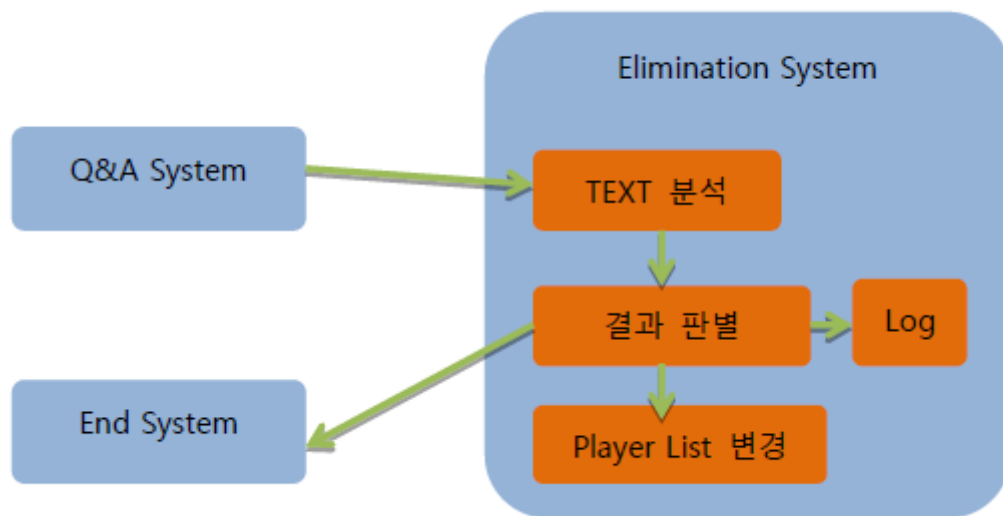 Elimination System
Q&A System
TEXT 분석
결과 판별
Log
End System
Player List 변경